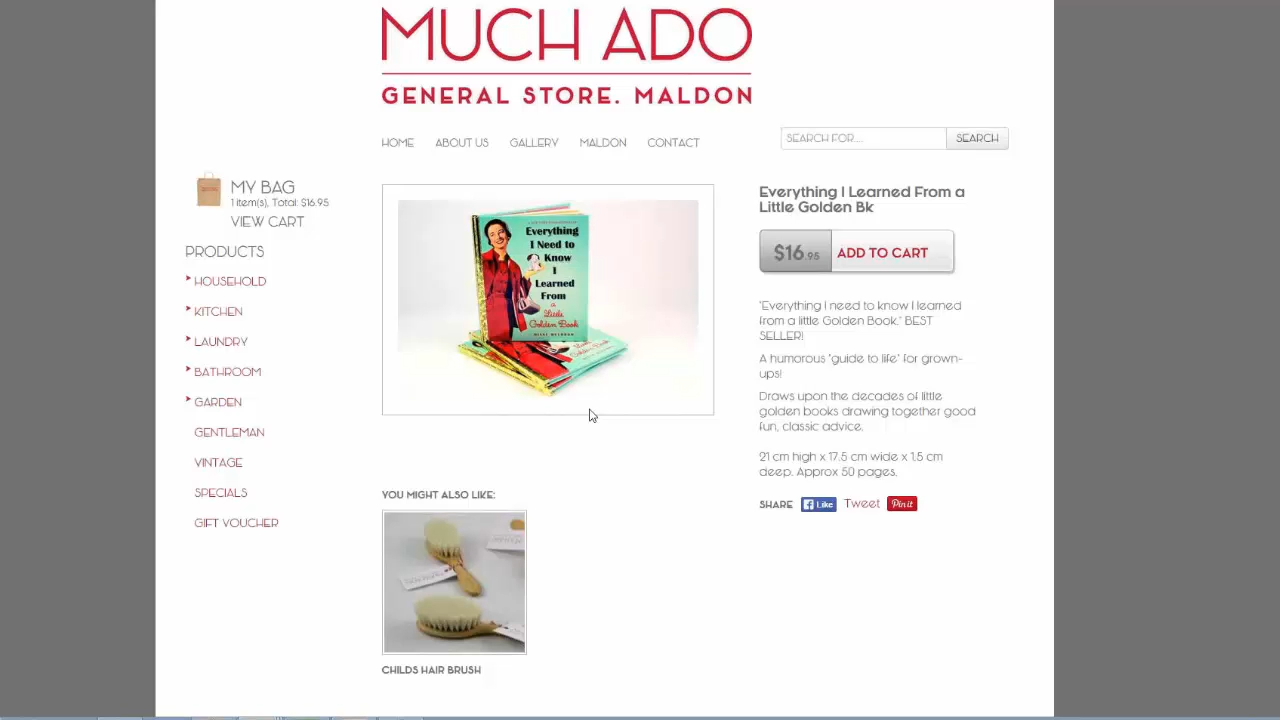 MUCH ADO
GENERAL STORE. MALDON
HOME
ABOUT US
GALLERY
MALDON
CONTACT
SEARCH FOR....
SEARCH
MY BAG
1 item(s), Total: $16.95
VIEW CART
PRODUCTS
HOUSEHOLD
KITCHEN
LAUNDRY
BATHROOM
GARDEN
GENTLEMAN
VINTAGE
SPECIALS
GIFT VOUCHER
Everything
I Need to
Know
I
Learned
From
a
Little
Golden Book
Everything I Learned From a
Little Golden Bk
$16.95
ADD TO CART
"Everything I need to know I learned
from a little Golden Book." BEST
SELLER!
A humorous "guide to life" for grown-
ups!
Draws upon the decades of little
golden books drawing together good
fun, classic advice.
21 cm high x 17.5 cm wide x 1.5 cm
deep. Approx 50 pages.
SHARE
Like
Tweet
Pin it
YOU MIGHT ALSO LIKE:
CHILDS HAIR BRUSH